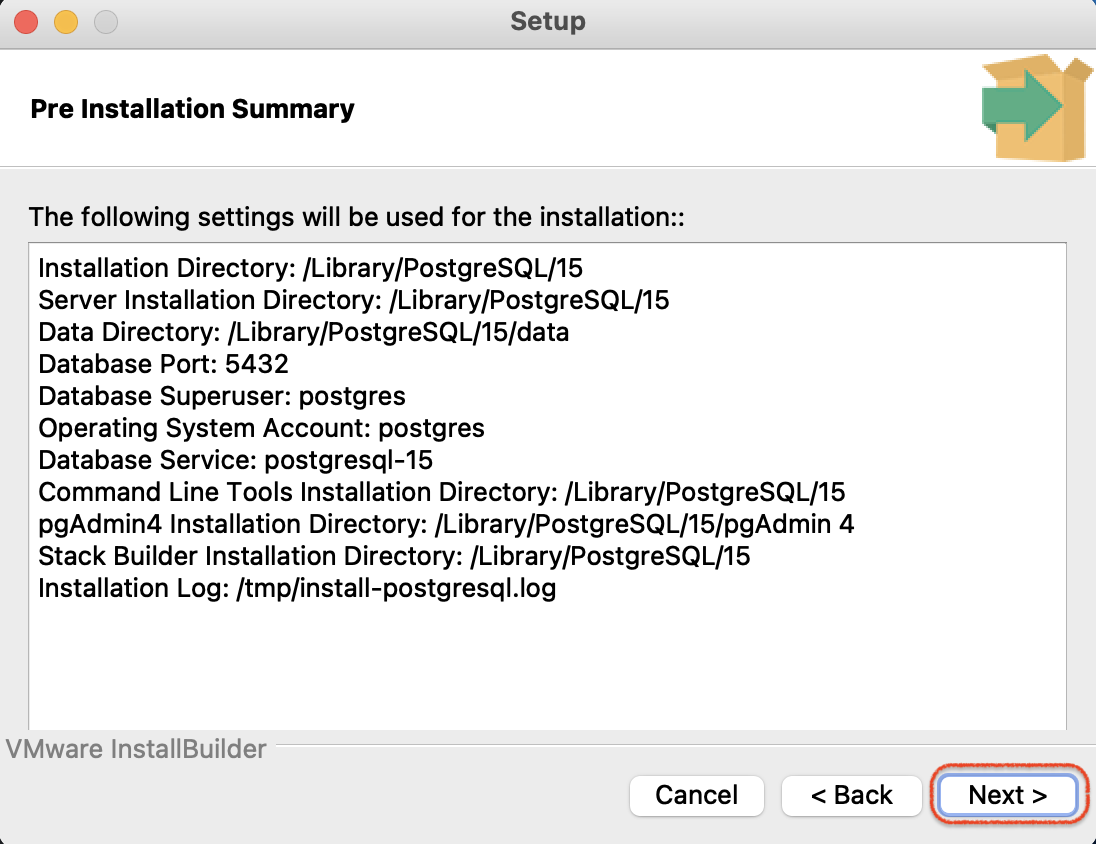 Setup
Pre Installation Summary
The following settings will be used for the installation::
Installation Directory: /Library/PostgreSQL/15
Server Installation Directory: /Library/PostgreSQL/15
Data Directory: /Library/PostgreSQL/15/data
Database Port: 5432
Database Superuser: postgres
Operating System Account: postgres
Database Service: postgresql-15
Command Line Tools Installation Directory: /Library/PostgreSQL/15
pgAdmin4 Installation Directory: /Library/PostgreSQL/15/pgAdmin 4
Stack Builder Installation Directory: /Library/PostgreSQL/15
Installation Log: /tmp/install-postgresql.log
VMware InstallBuilder
Cancel < Back Next >